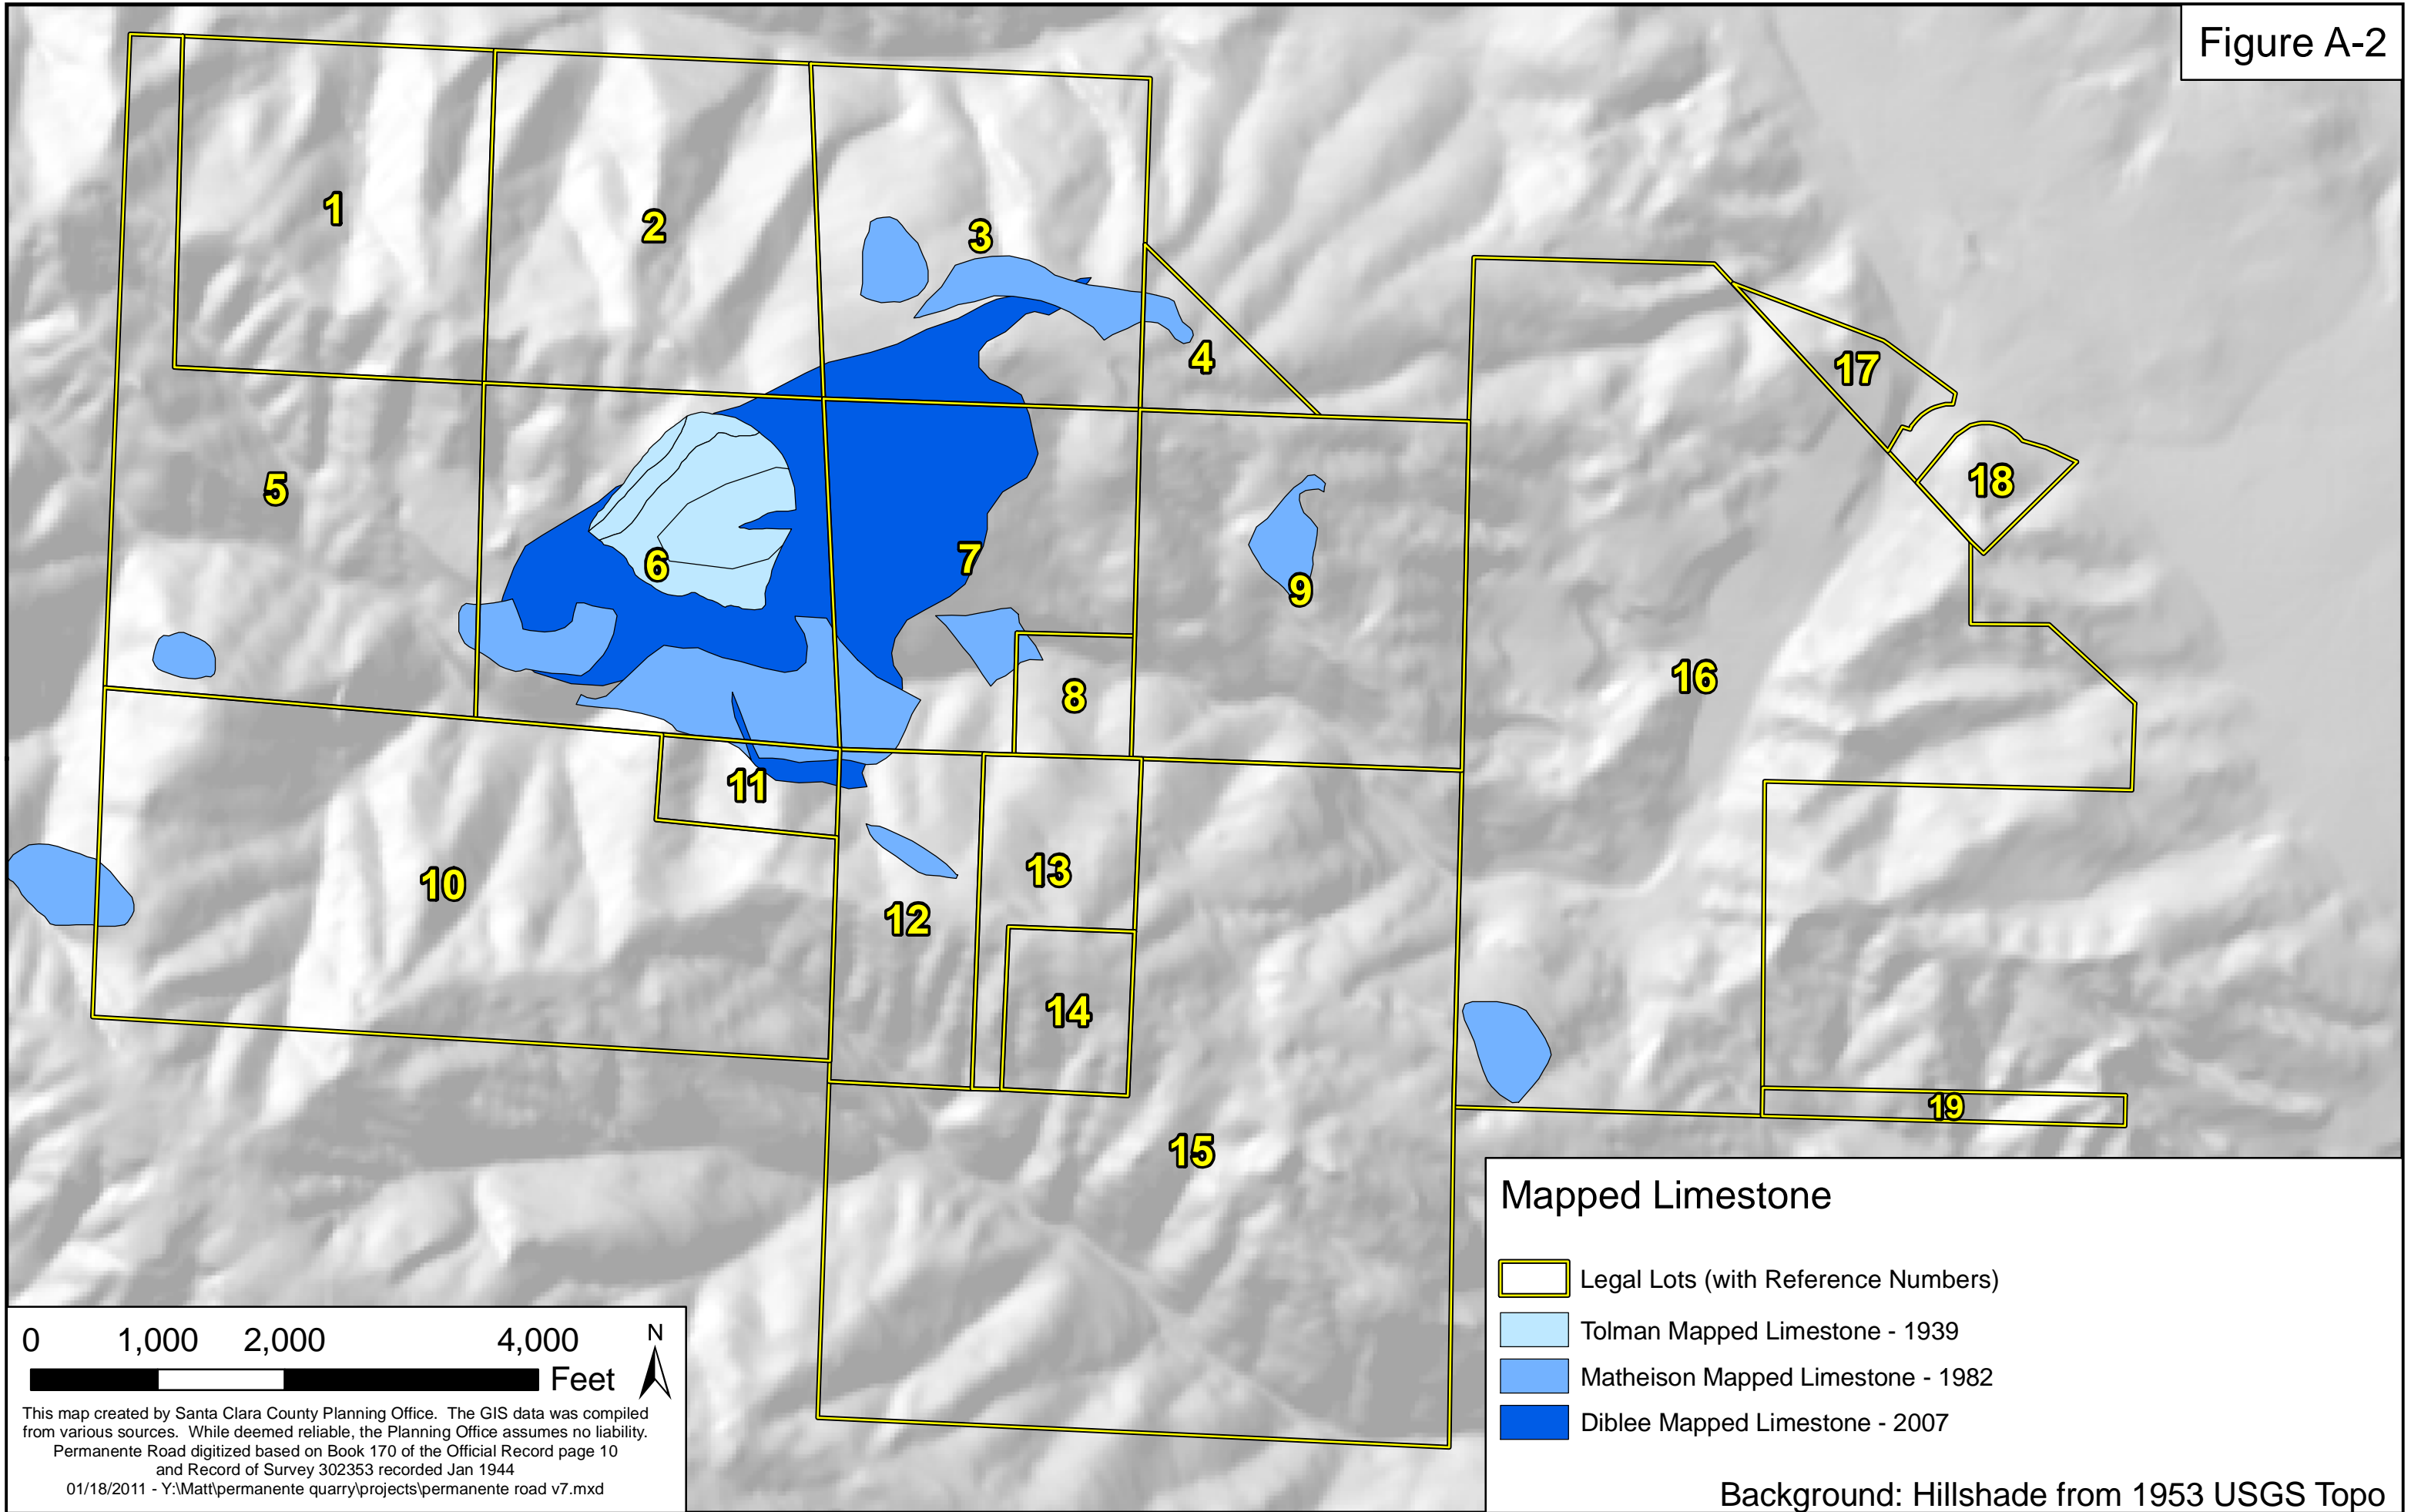 Figure A-2
1
2
3
4
5
6
7
8
9
10
11
12
13
14
15
16
17
18
19
Mapped Limestone
Legal Lots (with Reference Numbers)
Tolman Mapped Limestone - 1939
Matheison Mapped Limestone - 1982
Diblee Mapped Limestone - 2007
Background: Hillshade from 1953 USGS Topo
0 1,000 2,000 4,000
Feet
N
This map created by Santa Clara County Planning Office. The GIS data was compiled
from various sources. While deemed reliable, the Planning Office assumes no liability.
Permanente Road digitized based on Book 170 of the Official Record page 10
and Record of Survey 302353 recorded Jan 1944
01/18/2011 - Y:\Matt\permanente quarry\projects\permanente road v7.mxd